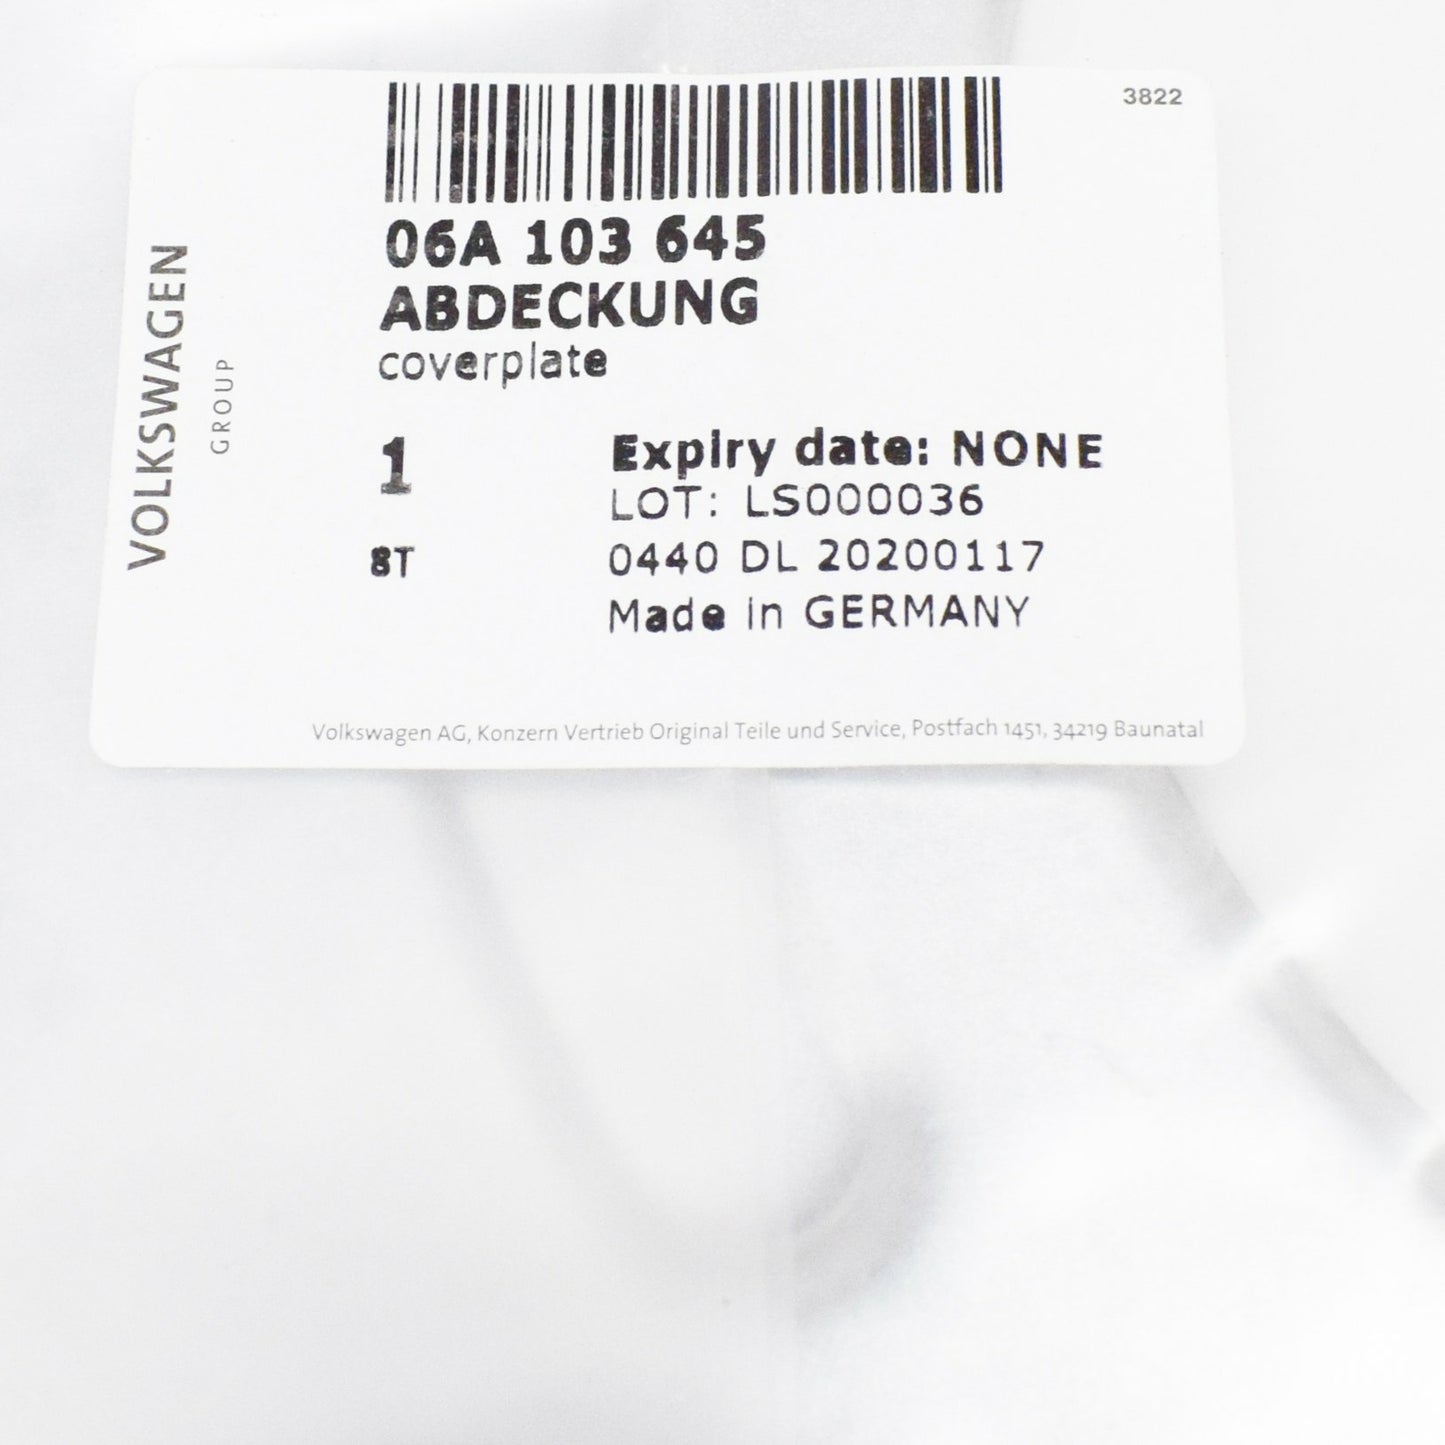 3822
06A 103 645
ABDECKUNG
coverplate
VOLKSWAGEN
GROUP
1
Expiry date: NONE
LOT: LS000036
8T
0440 DL 20200117
Made in GERMANY
Volkswagen AG, Konzern Vertrieb Original Teile und Service, Postfach 1451, 34219 Baunatal